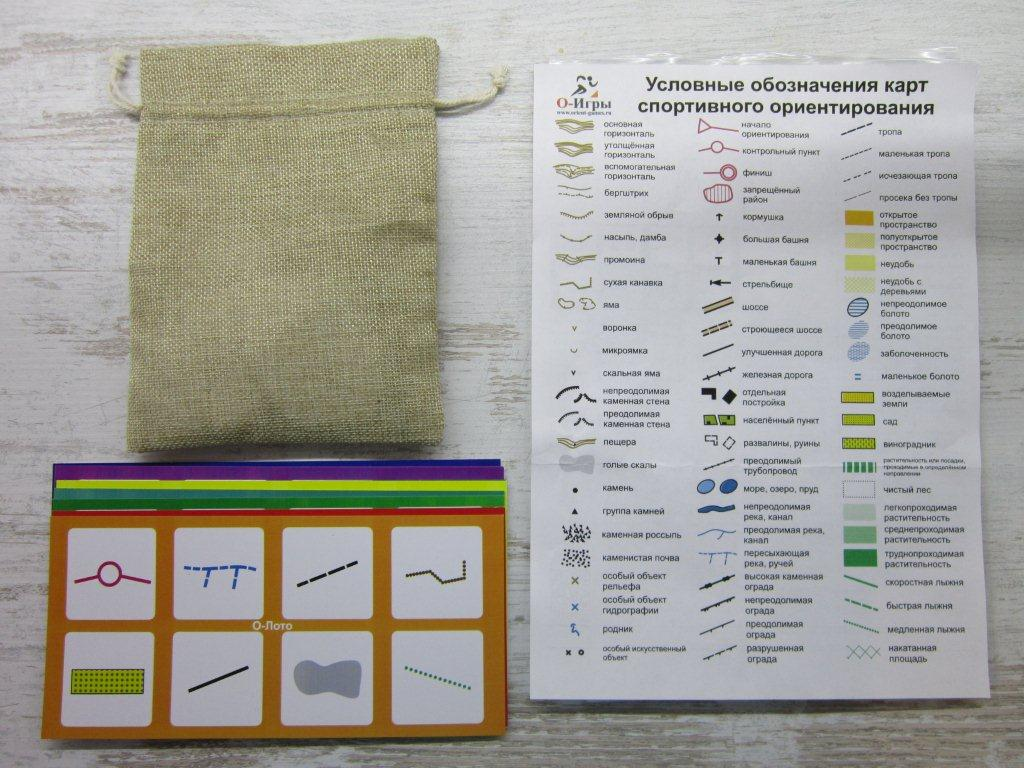 Условные обозначения карт
спортивного ориентирования
О-Игры
www.orient-games.ru
основная
горизонталь
утолщённая
горизонталь
вспомогательная
горизонталь
бергштрих
земляной обрыв
насыпь, дамба
промоина
сухая канавка
яма
воронка
микроямка
скальная яма
непреодолимая
каменная стена
преодолимая
каменная стена
пещера
голые скалы
камень
группа камней
каменная россыпь
каменистая почва
особый объект
рельефа
особый объект
гидрографии
родник
особый искусственный
объект
начало
ориентирования
контрольный пункт
финиш
запрещённый
район
кормушка
большая башня
маленькая башня
стрельбище
шоссе
строющееся шоссе
улучшенная дорога
железная дорога
отдельная
постройка
населённый пункт
развалины, руины
преодолимый
трубопровод
море, озеро, пруд
непреодолимая
река, канал
преодолимая река,
канал
пересыхающая
река, ручей
высокая каменная
ограда
непреодолимая
ограда
преодолимая
ограда
разрушенная
ограда
тропа
маленькая тропа
исчезающая тропа
просека без тропы
открытое
пространство
полуоткрытое
пространство
неудобь
неудобь с
деревьями
непреодолимое
болото
преодолимое
болото
заболоченность
маленькое болото
возделываемые
земли
сад
виноградник
растительность или посадки,
проходимые в определённом
направлении
чистый лес
легкопроходимая
растительность
среднепроходимая
растительность
труднопроходимая
растительность
скоростная лыжня
быстрая лыжня
медленная лыжня
накатанная
площадь
О-Лото